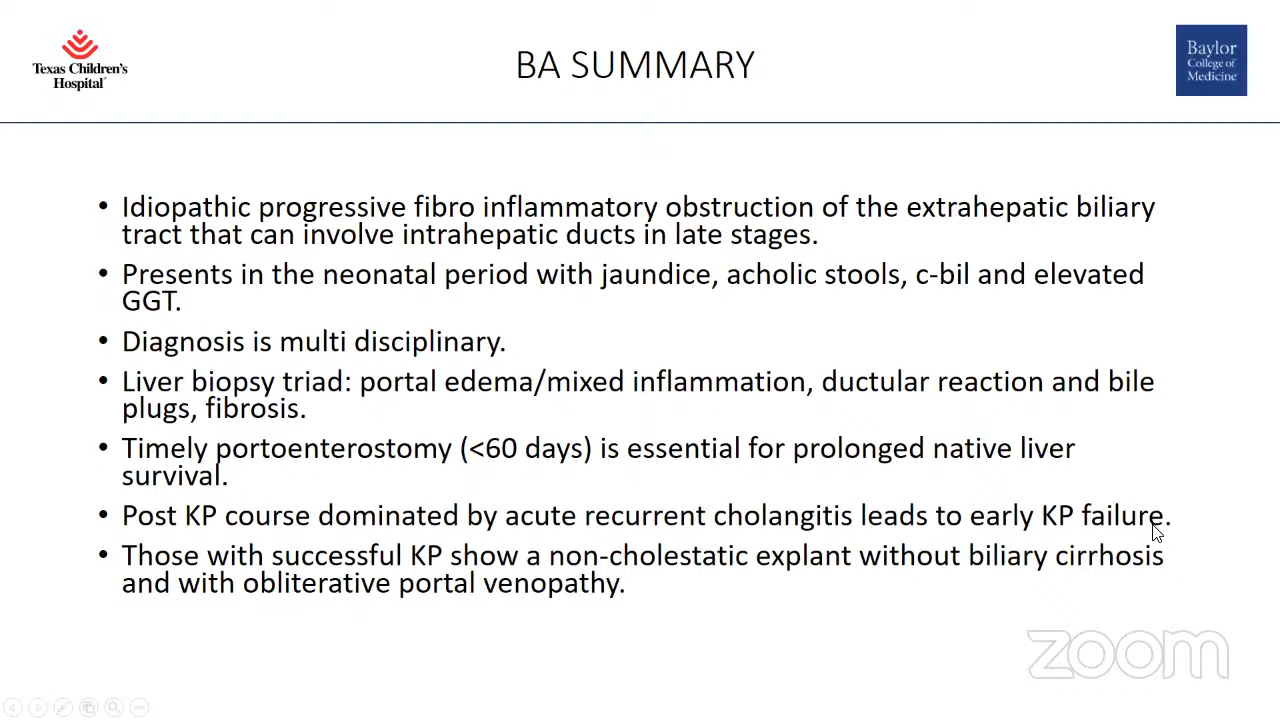 Texas Children's
Hospital
BA SUMMARY
Baylor
College of
Medicine
• Idiopathic progressive fibro inflammatory obstruction of the extrahepatic biliary
tract that can involve intrahepatic ducts in late stages.
• Presents in the neonatal period with jaundice, acholic stools, c-bil and elevated
GGT.
• Diagnosis is multi disciplinary.
• Liver biopsy triad: portal edema/mixed inflammation, ductular reaction and bile
plugs, fibrosis.
• Timely portoenterostomy (<60 days) is essential for prolonged native liver
survival.
• Post KP course dominated by acute recurrent cholangitis leads to early KP failure.
• Those with successful KP show a non-cholestatic explant without biliary cirrhosis
and with obliterative portal venopathy.
zoom